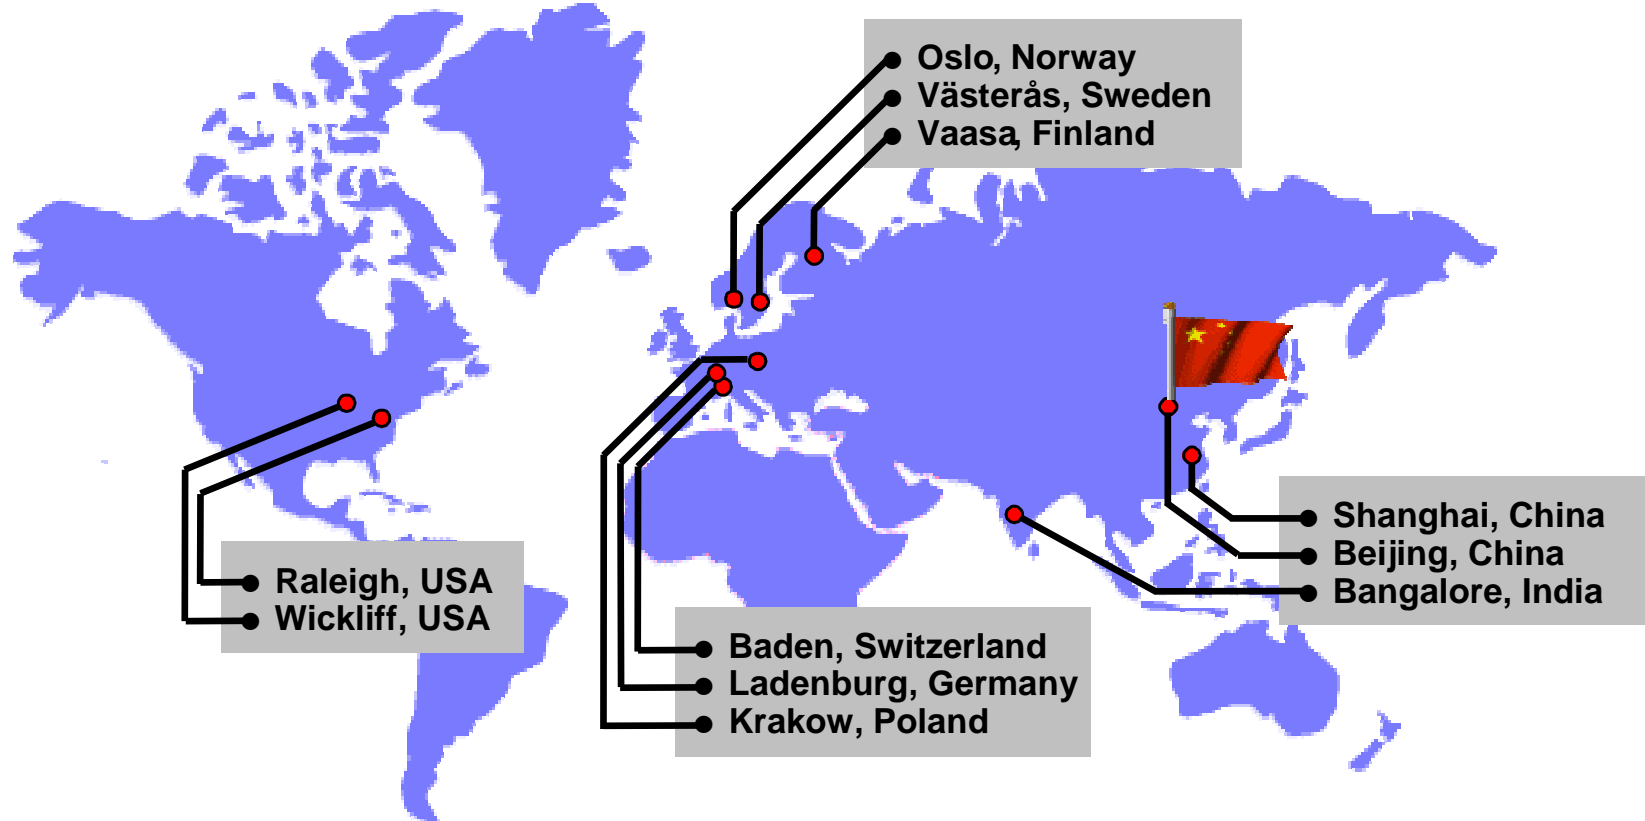 Oslo, Norway
Västerås, Sweden
Vaasa, Finland
Shanghai, China
Beijing, China
Bangalore, India
Raleigh, USA
Wickliff, USA
Baden, Switzerland
Ladenburg, Germany
Krakow, Poland